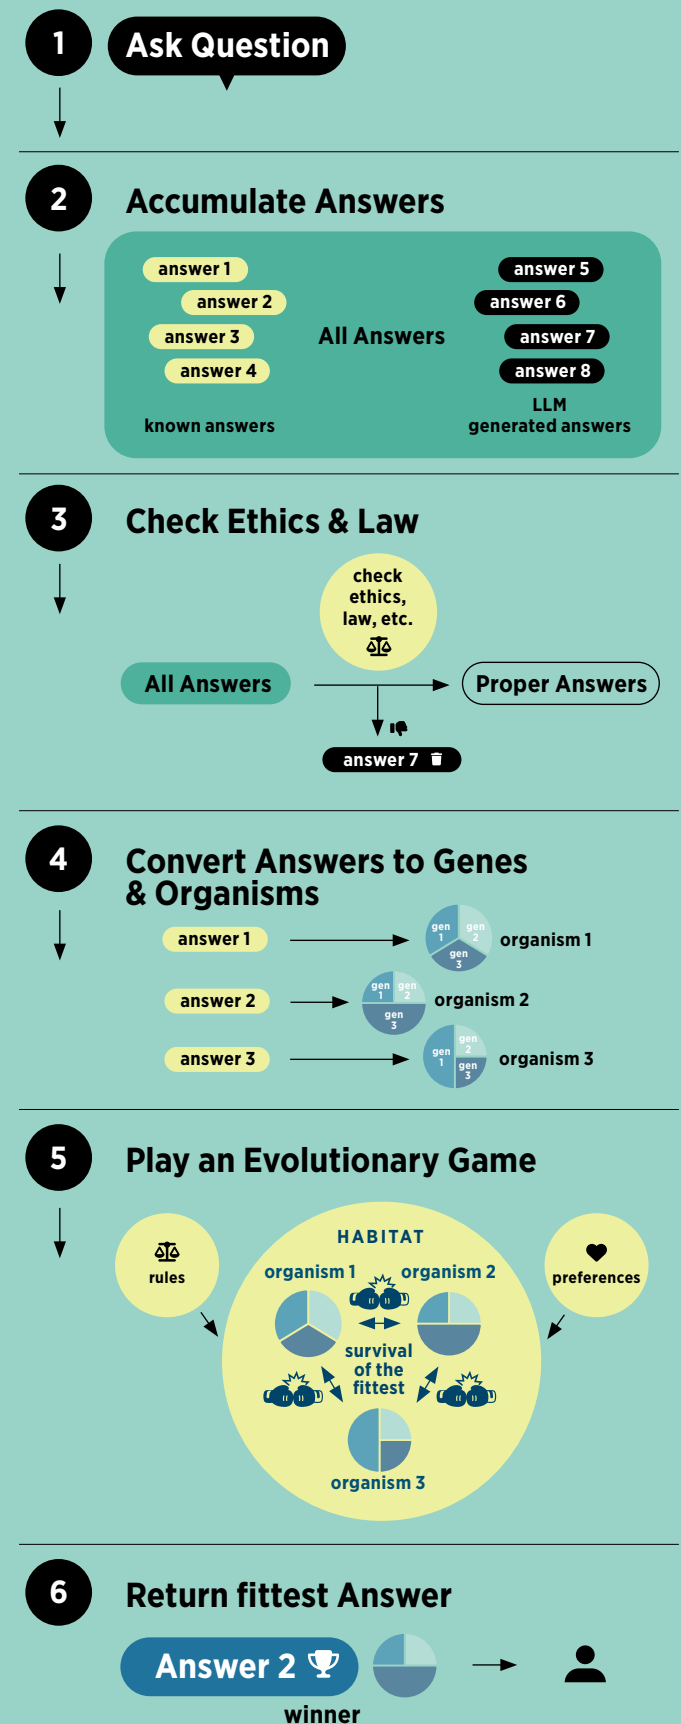 1
Ask Question
2
Accumulate Answers
answer 1
answer 2
answer 3
answer 4
known answers
All Answers
answer 5
answer 6
answer 7
answer 8
LLM
generated answers
3
Check Ethics & Law
check
ethics,
law, etc.
All Answers
Proper Answers
answer 7
4
Convert Answers to Genes
& Organisms
answer 1
gen
1
gen
2
gen
3
organism 1
answer 2
gen
1
gen
2
gen
3
organism 2
answer 3
gen
1
gen
2
gen
3
organism 3
5
Play an Evolutionary Game
rules
HABITAT
organism 1
organism 2
survival
of the
fittest
organism 3
preferences
6
Return fittest Answer
Answer 2
winner